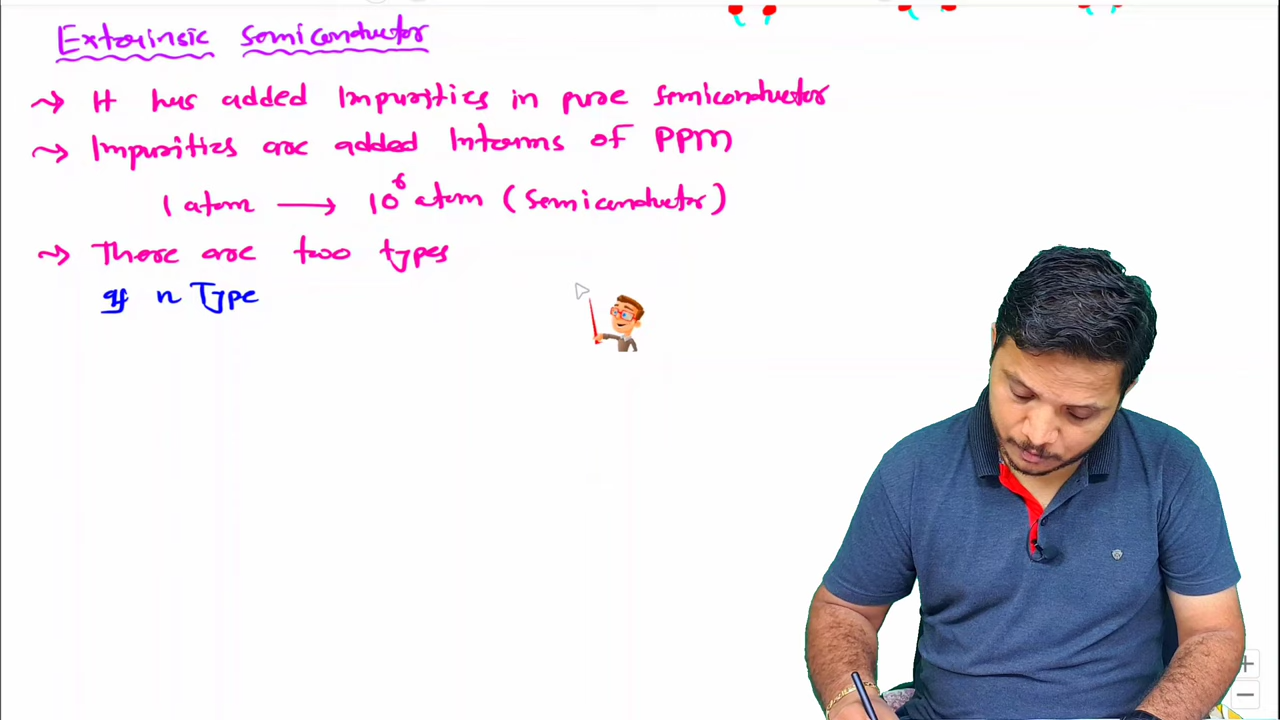 Extrinsic Semiconductor
~> It has added Impurities in pure semiconductor
~> Impurities are added Interms of PPM
1 atom → 10⁶ atom (Semiconductor)
~> There are two types
n Type